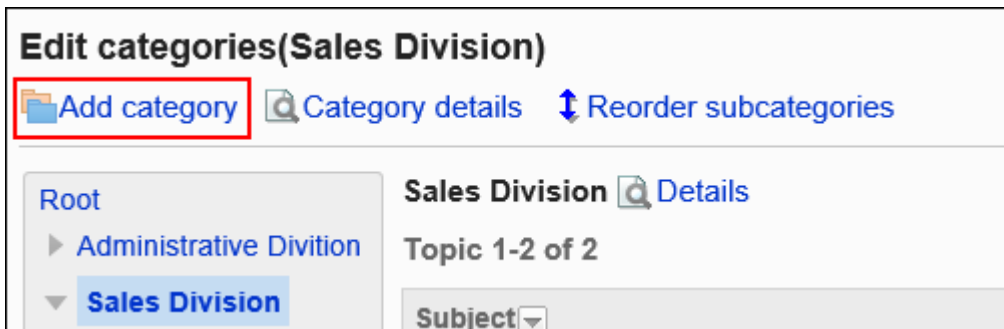 Edit categories(Sales Division)
Add category Category details Reorder subcategories
Root
Administrative Divition
Sales Division
Sales Division Details
Topic 1-2 of 2
Subject